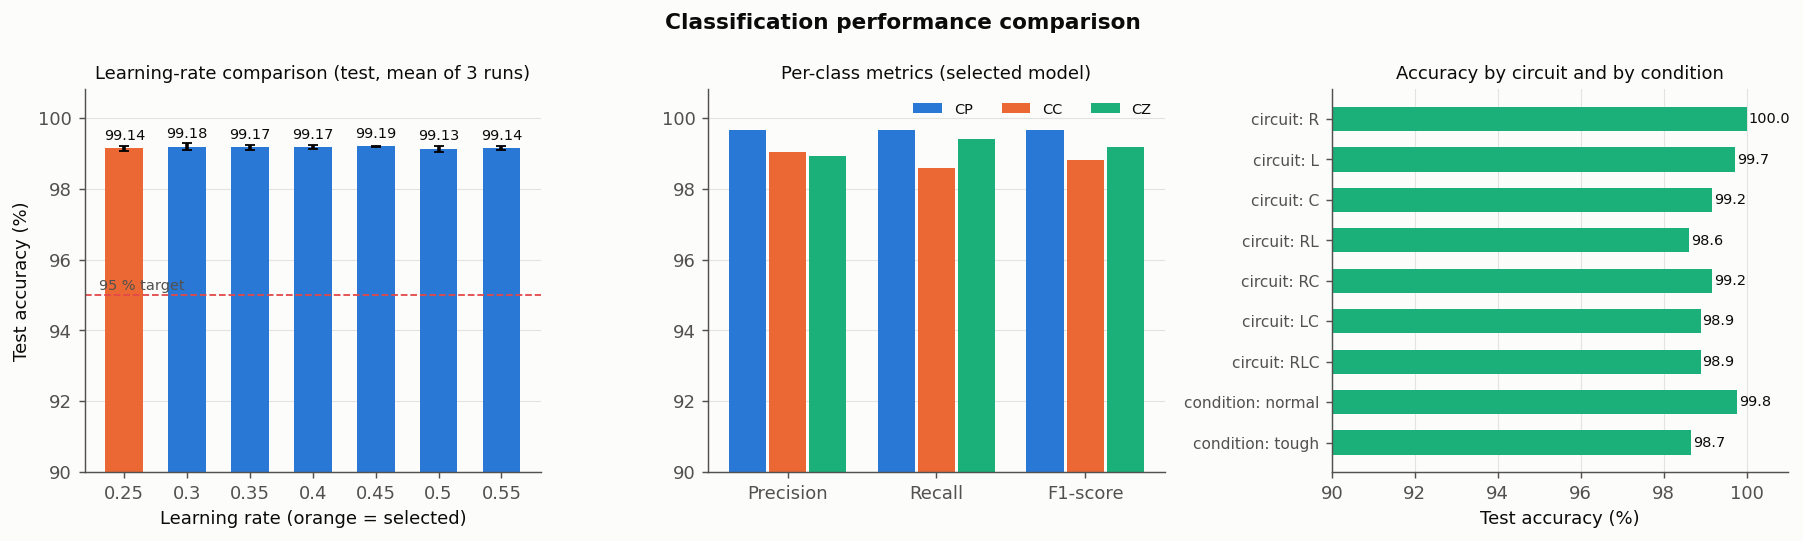 Classification performance comparison
Learning-rate comparison (test, mean of 3 runs)
Test accuracy (%)
100
98
96
94
92
90
99.14
99.18
99.17
99.17
99.19
99.13
99.14
95 % target
0.25
0.3
0.35
0.4
0.45
0.5
0.55
Learning rate (orange = selected)
Per-class metrics (selected model)
CP
CC
CZ
100
98
96
94
92
90
Precision
Recall
F1-score
Accuracy by circuit and by condition
circuit: R
100.0
circuit: L
99.7
circuit: C
99.2
circuit: RL
98.6
circuit: RC
99.2
circuit: LC
98.9
circuit: RLC
98.9
condition: normal
99.8
condition: tough
98.7
90
92
94
96
98
100
Test accuracy (%)